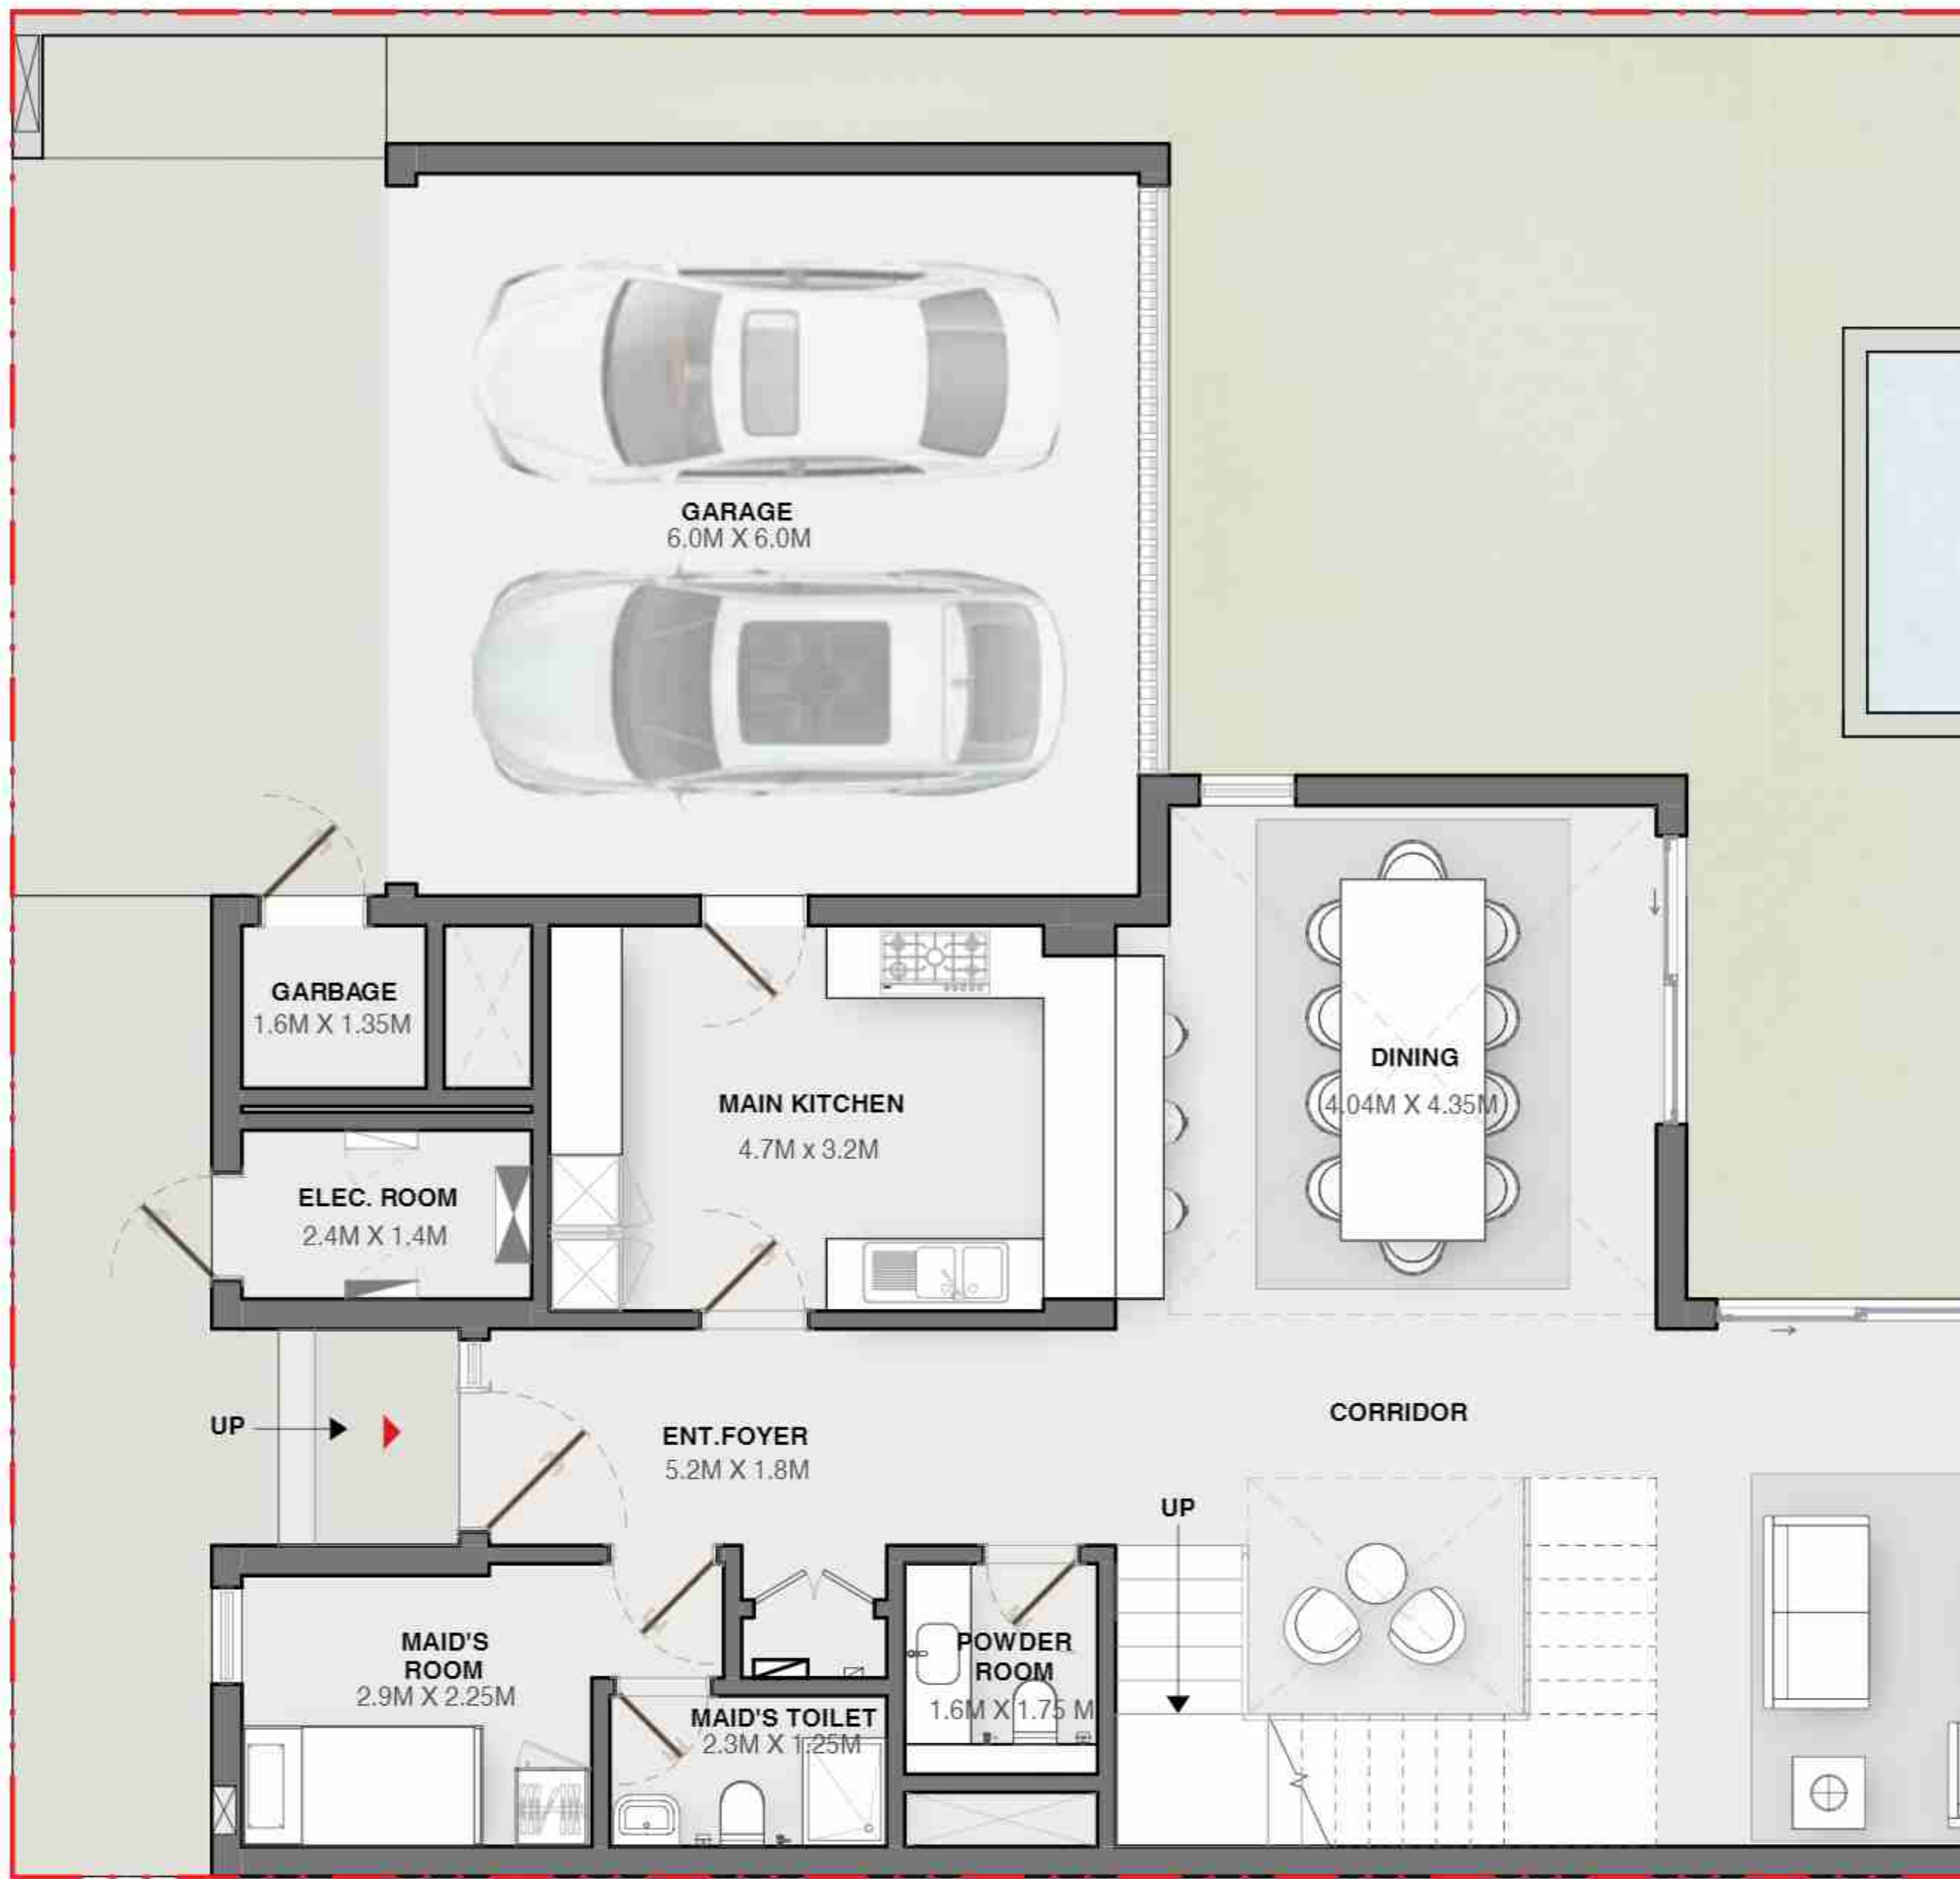 GARAGE
6.0M X 6.0M
GARBAGE
1.6M X 1.35M
MAIN KITCHEN
4.7M x 3.2M
DINING
4.04M X 4.35M
ELEC. ROOM
2.4M X 1.4M
UP
ENT.FOYER
5.2M X 1.8M
CORRIDOR
UP
MAID'S
ROOM
2.9M X 2.25M
MAID'S TOILET
2.3M X 1.25M
POWDER
ROOM
1.6M X 1.75 M